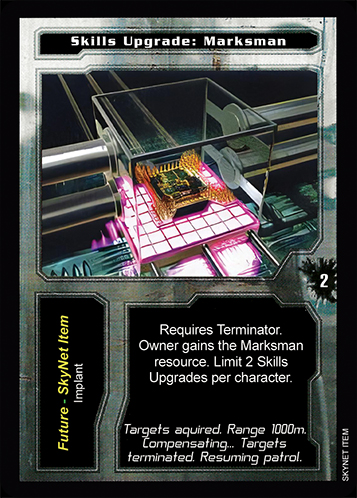 Skills Upgrade: Marksman
2
Future - SkyNet Item
Implant
Requires Terminator.
Owner gains the Marksman
resource. Limit 2 Skills
Upgrades per character.
Targets aquired. Range 1000m.
Compensating... Targets
terminated. Resuming patrol.
SKYNET ITEM